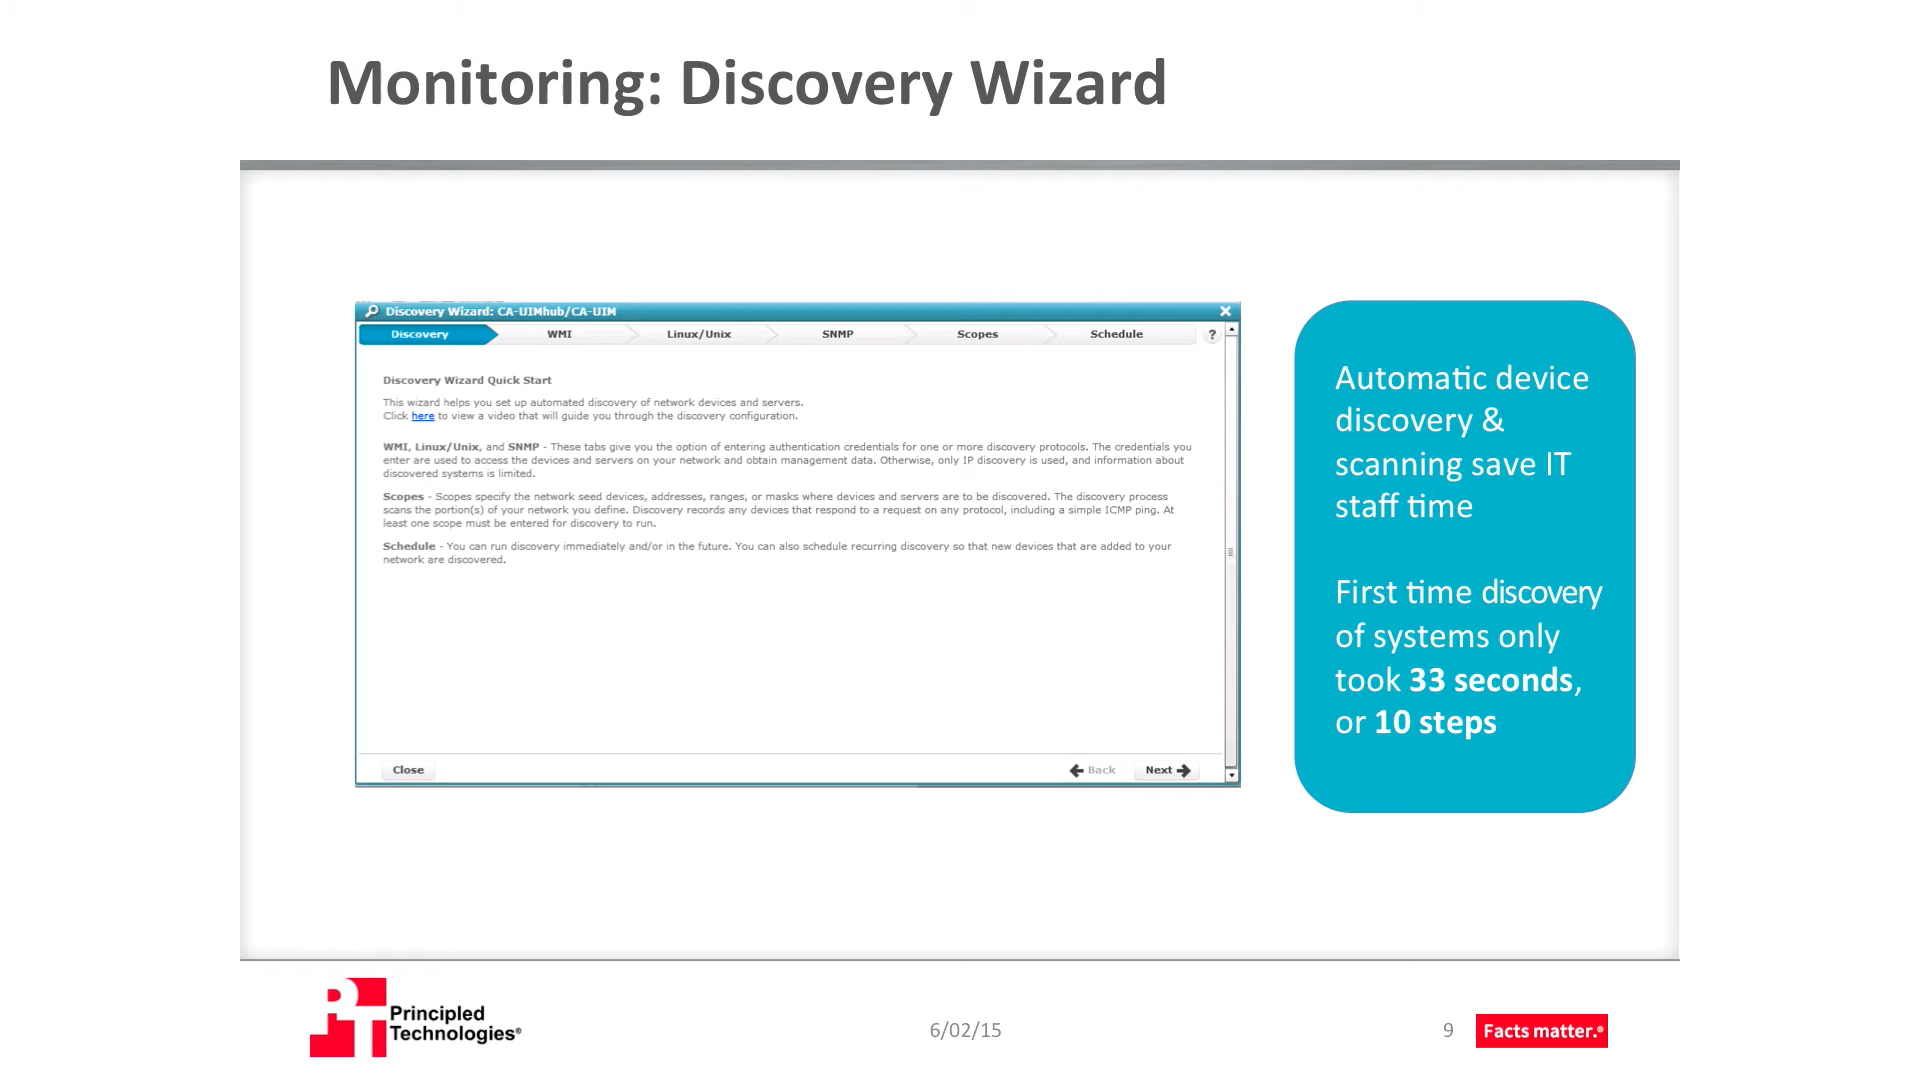 Monitoring: Discovery Wizard
Discovery Wizard: CA-UIMhub/CA-UIM
Discovery WMI Linux/Unix SNMP Scopes Schedule ?
Discovery Wizard Quick Start
This wizard helps you set up automated discovery of network devices and servers.
Click here to view a video that will guide you through the discovery configuration.
WMI, Linux/Unix, and SNMP - These tabs give you the option of entering authentication credentials for one or more discovery protocols. The credentials you
enter are used to access the devices and servers on your network and obtain management data. Otherwise, only IP discovery is used, and information about
discovered systems is limited.
Scopes - Scopes specify the network seed devices, addresses, ranges, or masks where devices and servers are to be discovered. The discovery process
scans the portion(s) of your network you define. Discovery records any devices that respond to a request on any protocol, including a simple ICMP ping. At
least one scope must be entered for discovery to run.
Schedule - You can run discovery immediately and/or in the future. You can also schedule recurring discovery so that new devices that are added to your
network are discovered.
Close Back Next
Automatic device
discovery &
scanning save IT
staff time
First time discovery
of systems only
took 33 seconds,
or 10 steps
PT
Principled
Technologies®
6/02/15
9
Facts matter.®